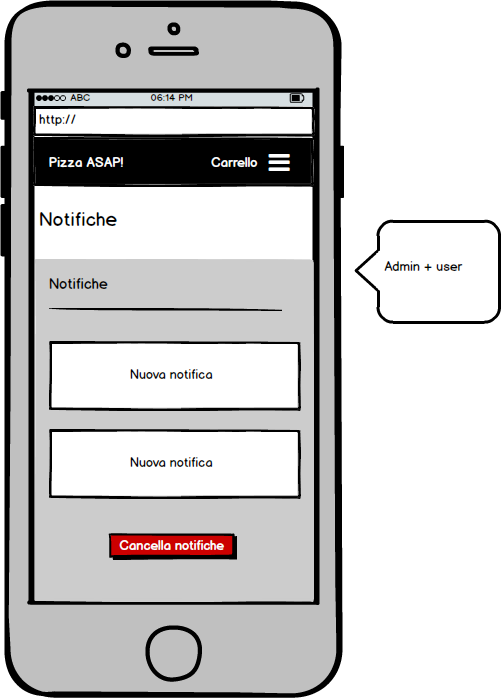 ABC 06:14 PM
http://
Pizza ASAP! Carrello
Notifiche
Notifiche
Nuova notifica
Nuova notifica
Cancella notifiche
Admin + user